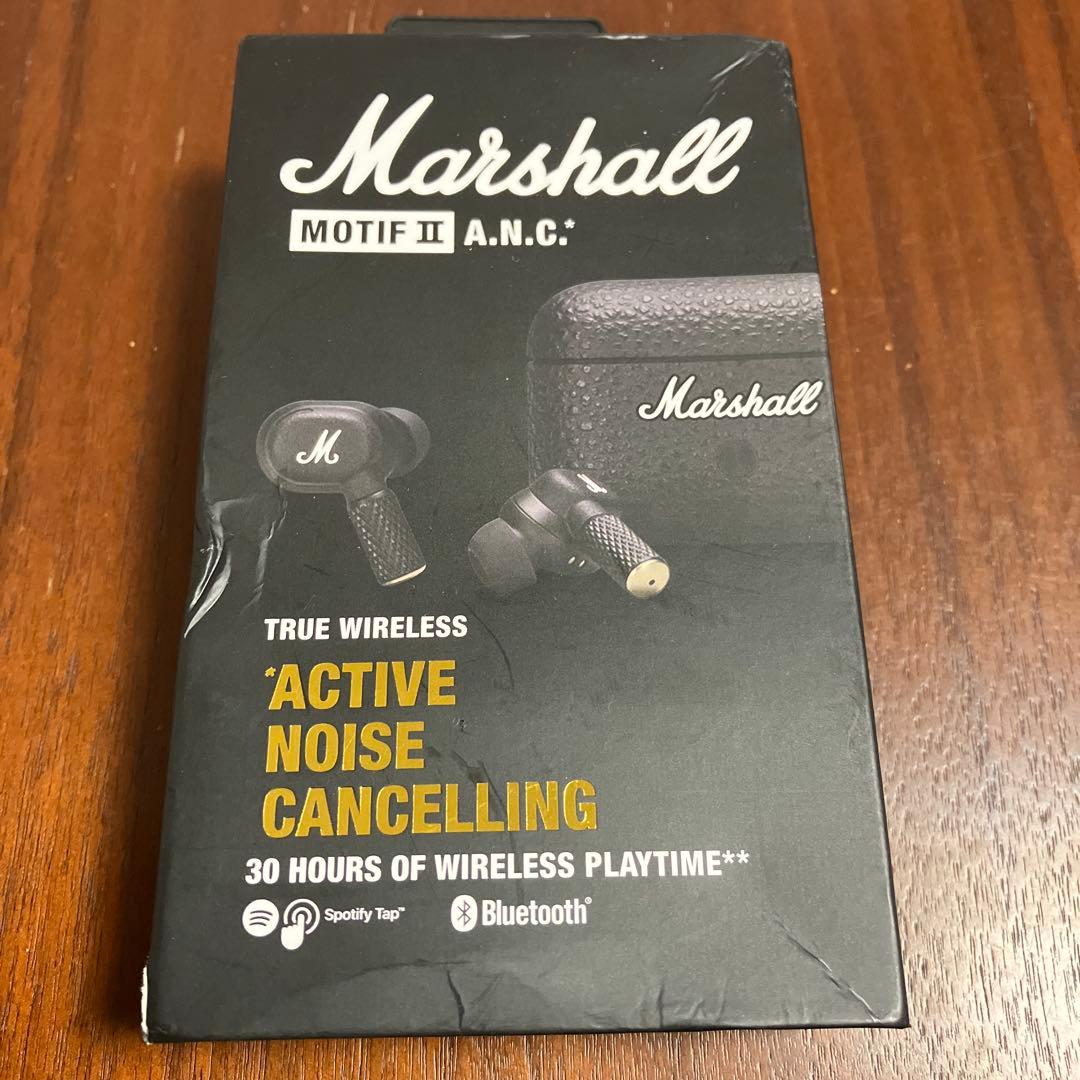 Marshall
MOTIF II A.N.C.*
Marshall
M
TRUE WIRELESS
*ACTIVE
NOISE
CANCELLING
30 HOURS OF WIRELESS PLAYTIME**
Spotify Tap™
Bluetooth®